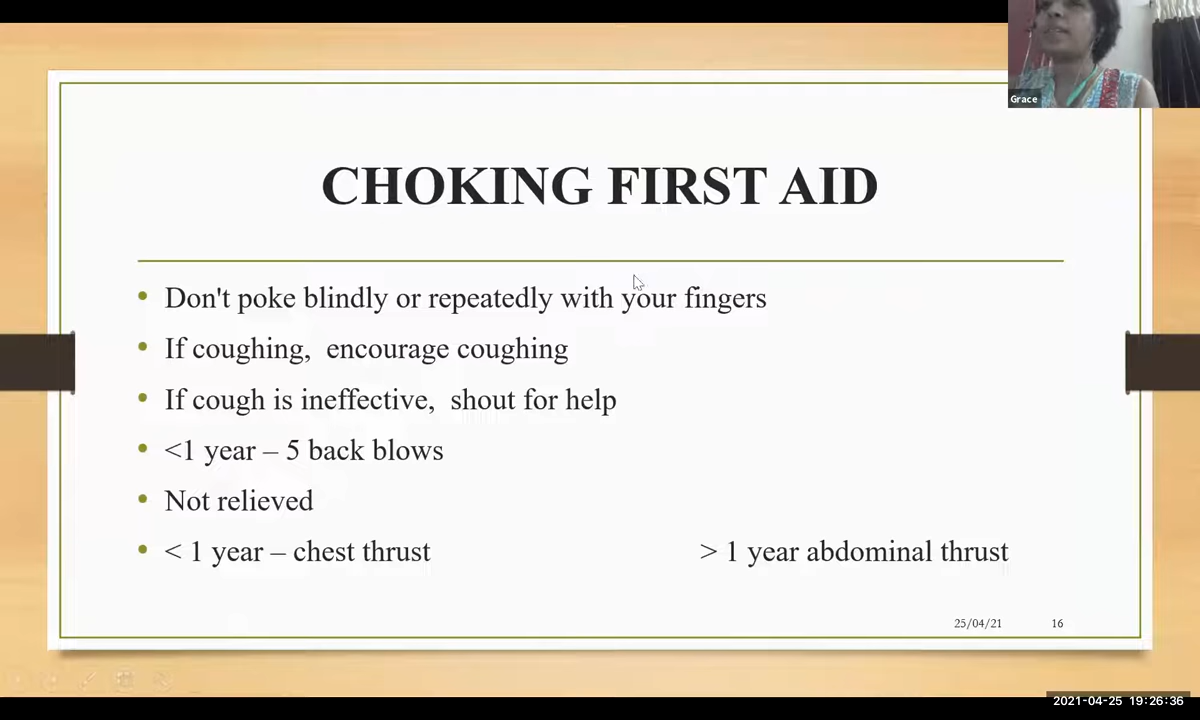 Grace
CHOKING FIRST AID
• Don't poke blindly or repeatedly with your fingers
• If coughing, encourage coughing
• If cough is ineffective, shout for help
• <1 year – 5 back blows
• Not relieved
• < 1 year – chest thrust > 1 year abdominal thrust
25/04/21 16
2021-04-25 19:26:36